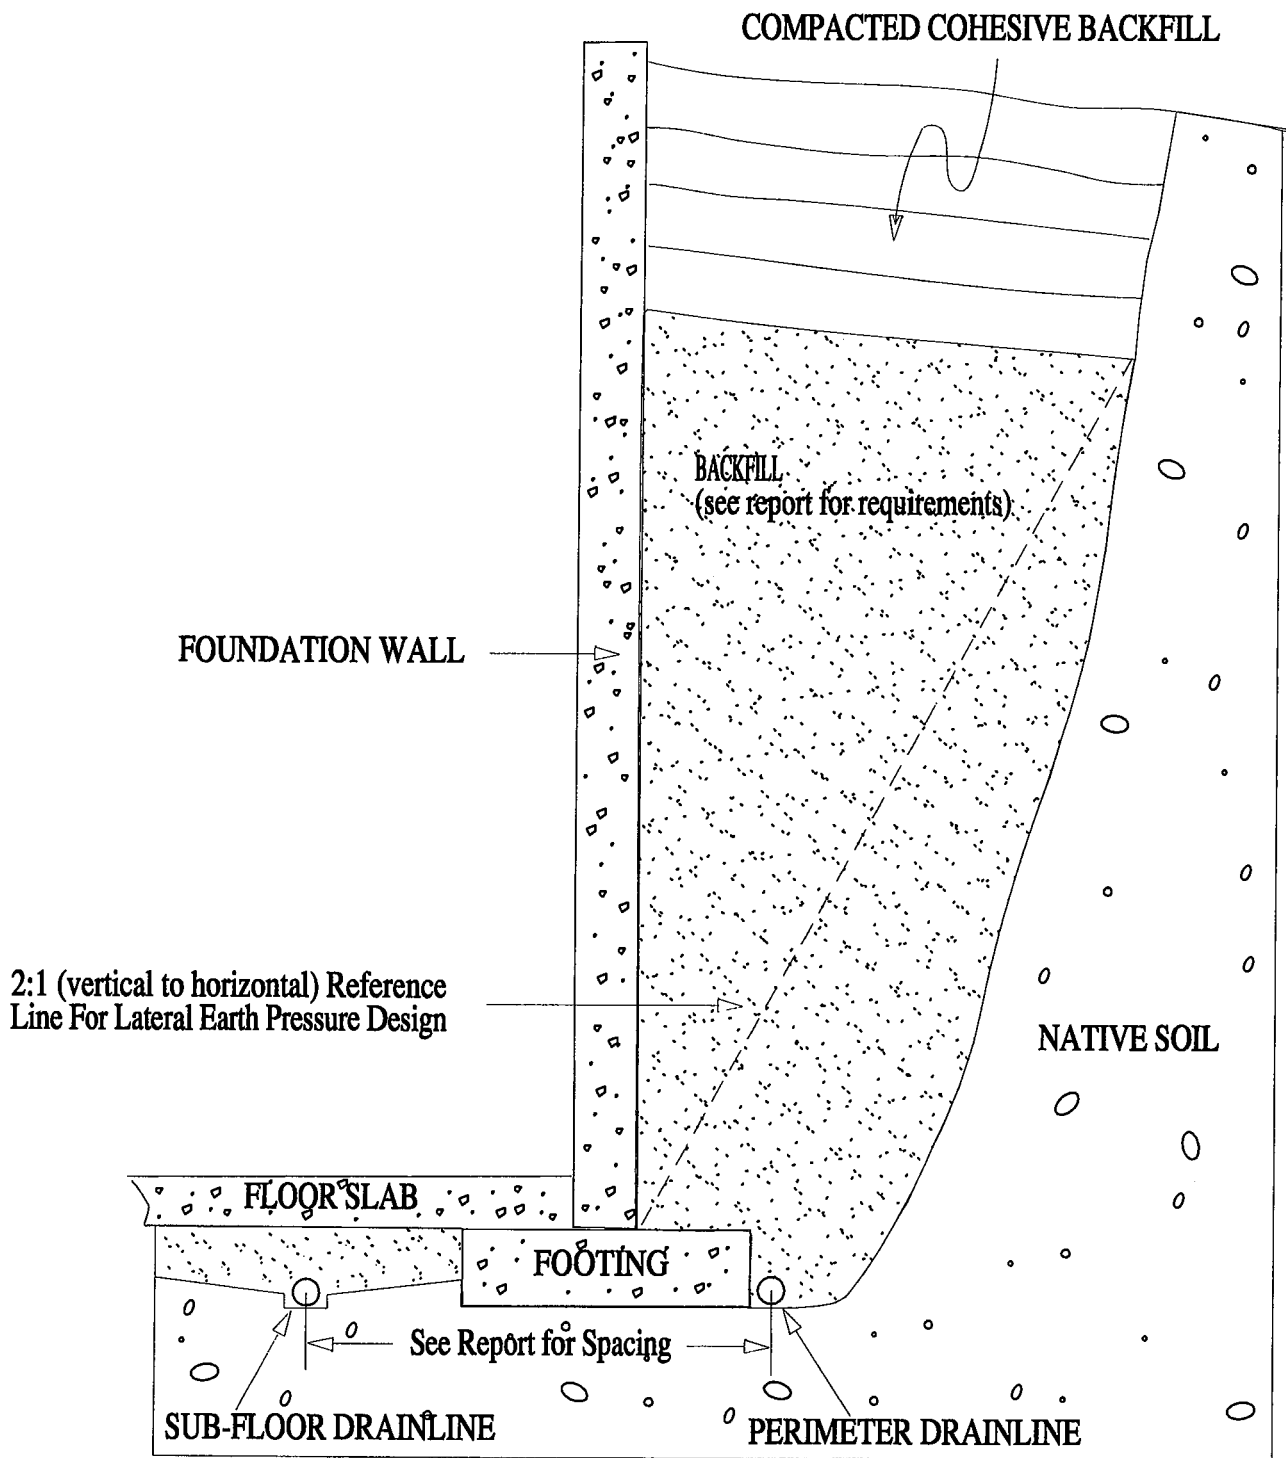 COMPACTED COHESIVE BACKFILL
BACKFILL
(see report for requirements)
FOUNDATION WALL
2:1 (vertical to horizontal) Reference
Line For Lateral Earth Pressure Design
NATIVE SOIL
FLOOR SLAB
FOOTING
See Report for Spacing
SUB-FLOOR DRAINLINE
PERIMETER DRAINLINE